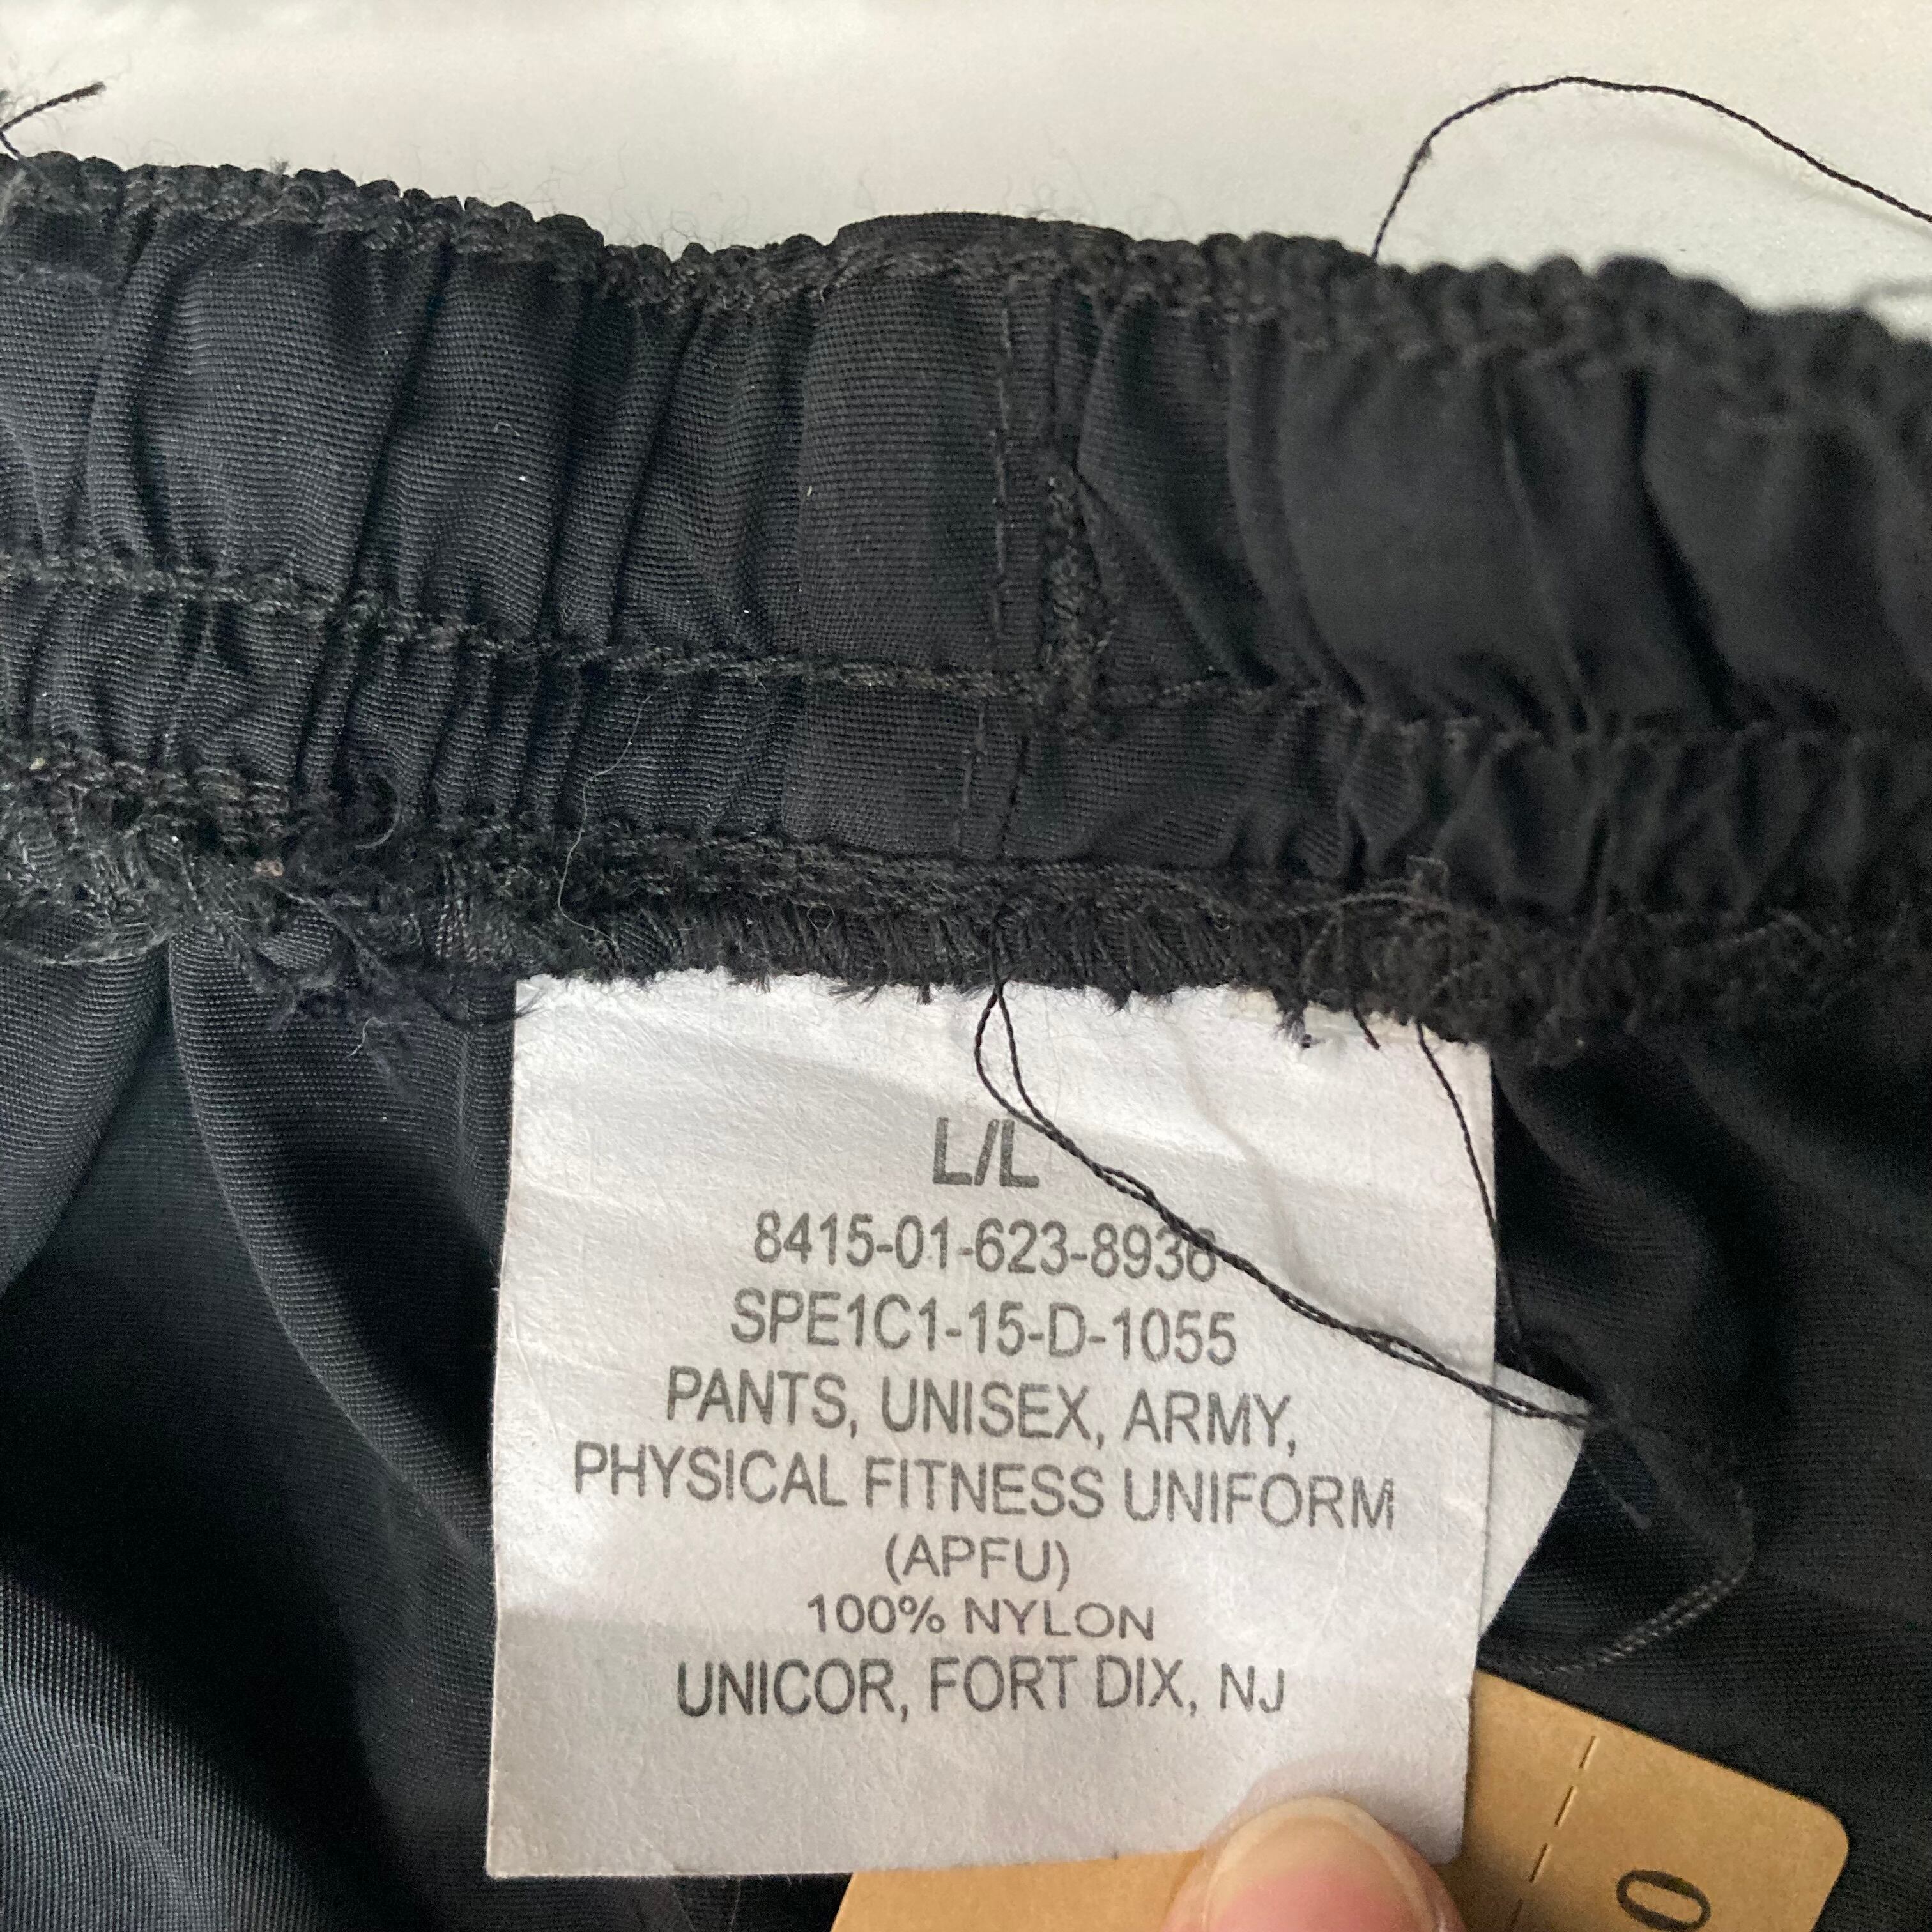 L/L
8415-01-623-8936
SPE1C1-15-D-1055
PANTS, UNISEX, ARMY,
PHYSICAL FITNESS UNIFORM
(APFU)
100% NYLON
UNICOR, FORT DIX, NJ
0